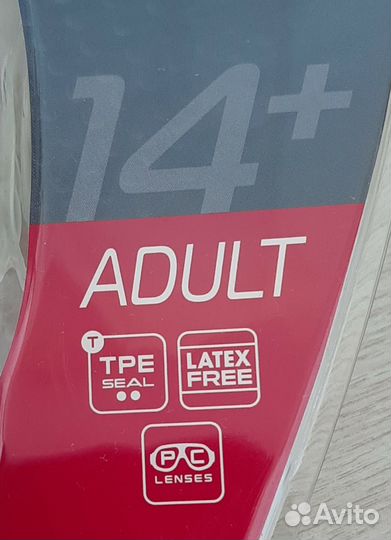 14+
ADULT
T
TPE
SEAL
LATEX
FREE
PC
LENSES
Avito